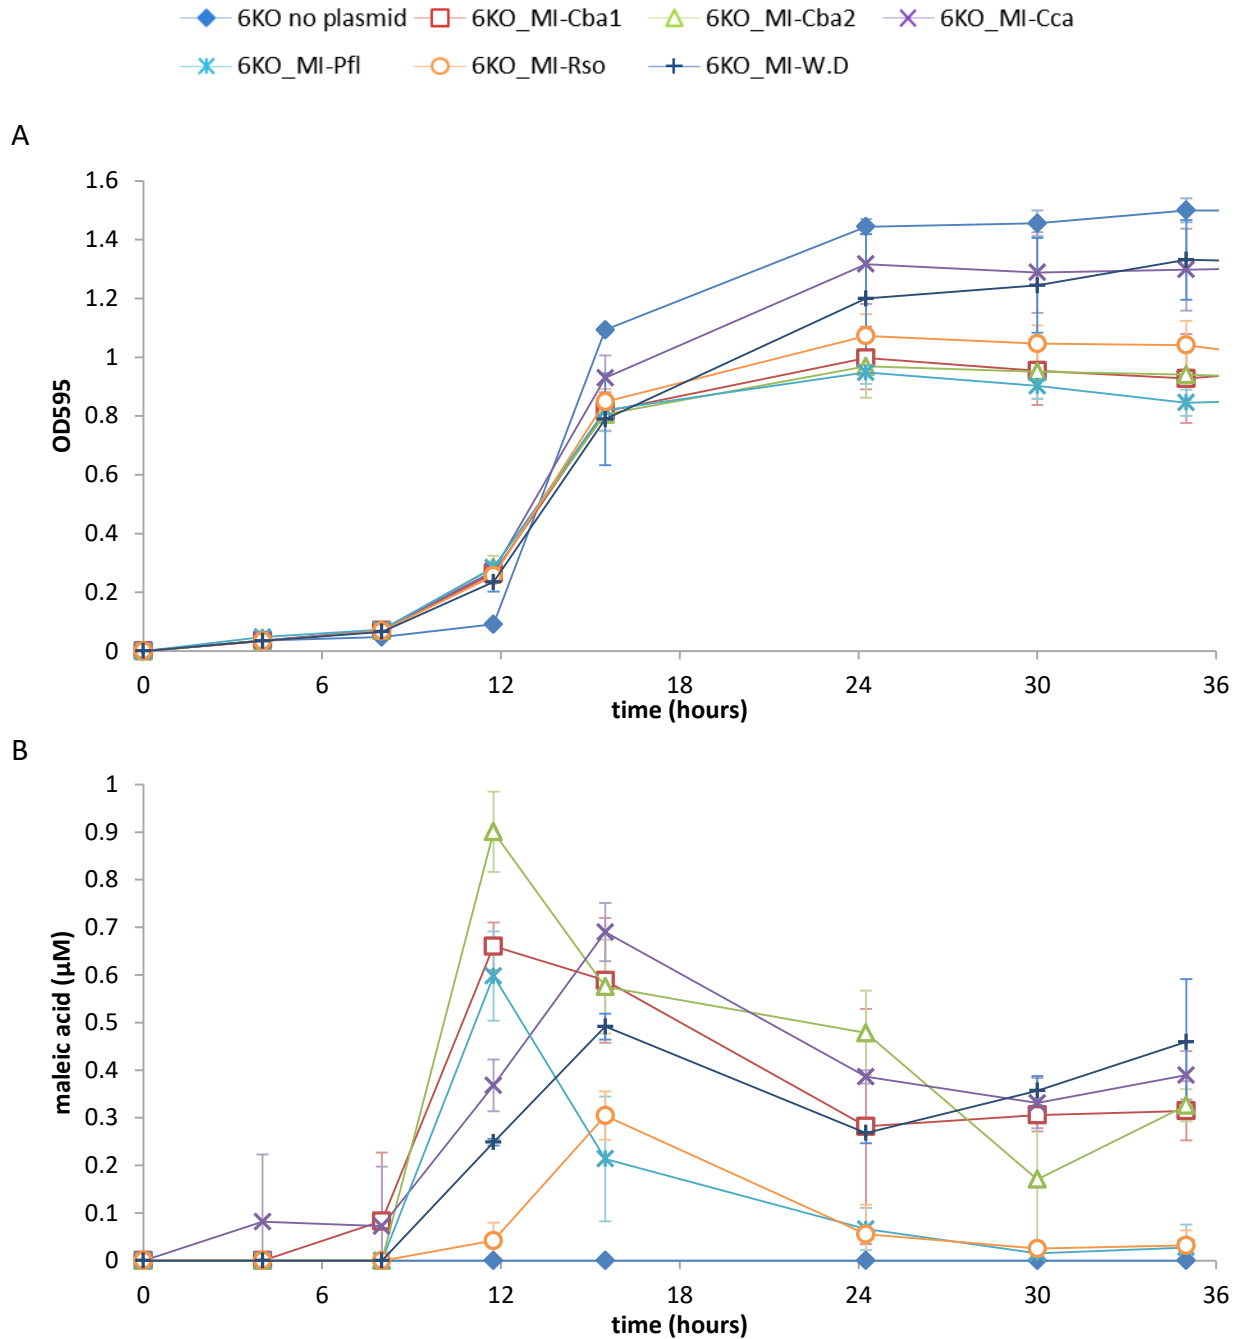 6KO no plasmid 6KO_MI-Cba1 6KO_MI-Cba2 6KO_MI-Cca
6KO_MI-Pfl 6KO_MI-Rso 6KO_MI-W.D
A
1.6
1.4
1.2
1
0.8
0.6
0.4
0.2
0
OD595
0 6 12 18 24 30 36
time (hours)
B
1
0.9
0.8
0.7
0.6
0.5
0.4
0.3
0.2
0.1
0
maleic acid (µM)
0 6 12 18 24 30 36
time (hours)